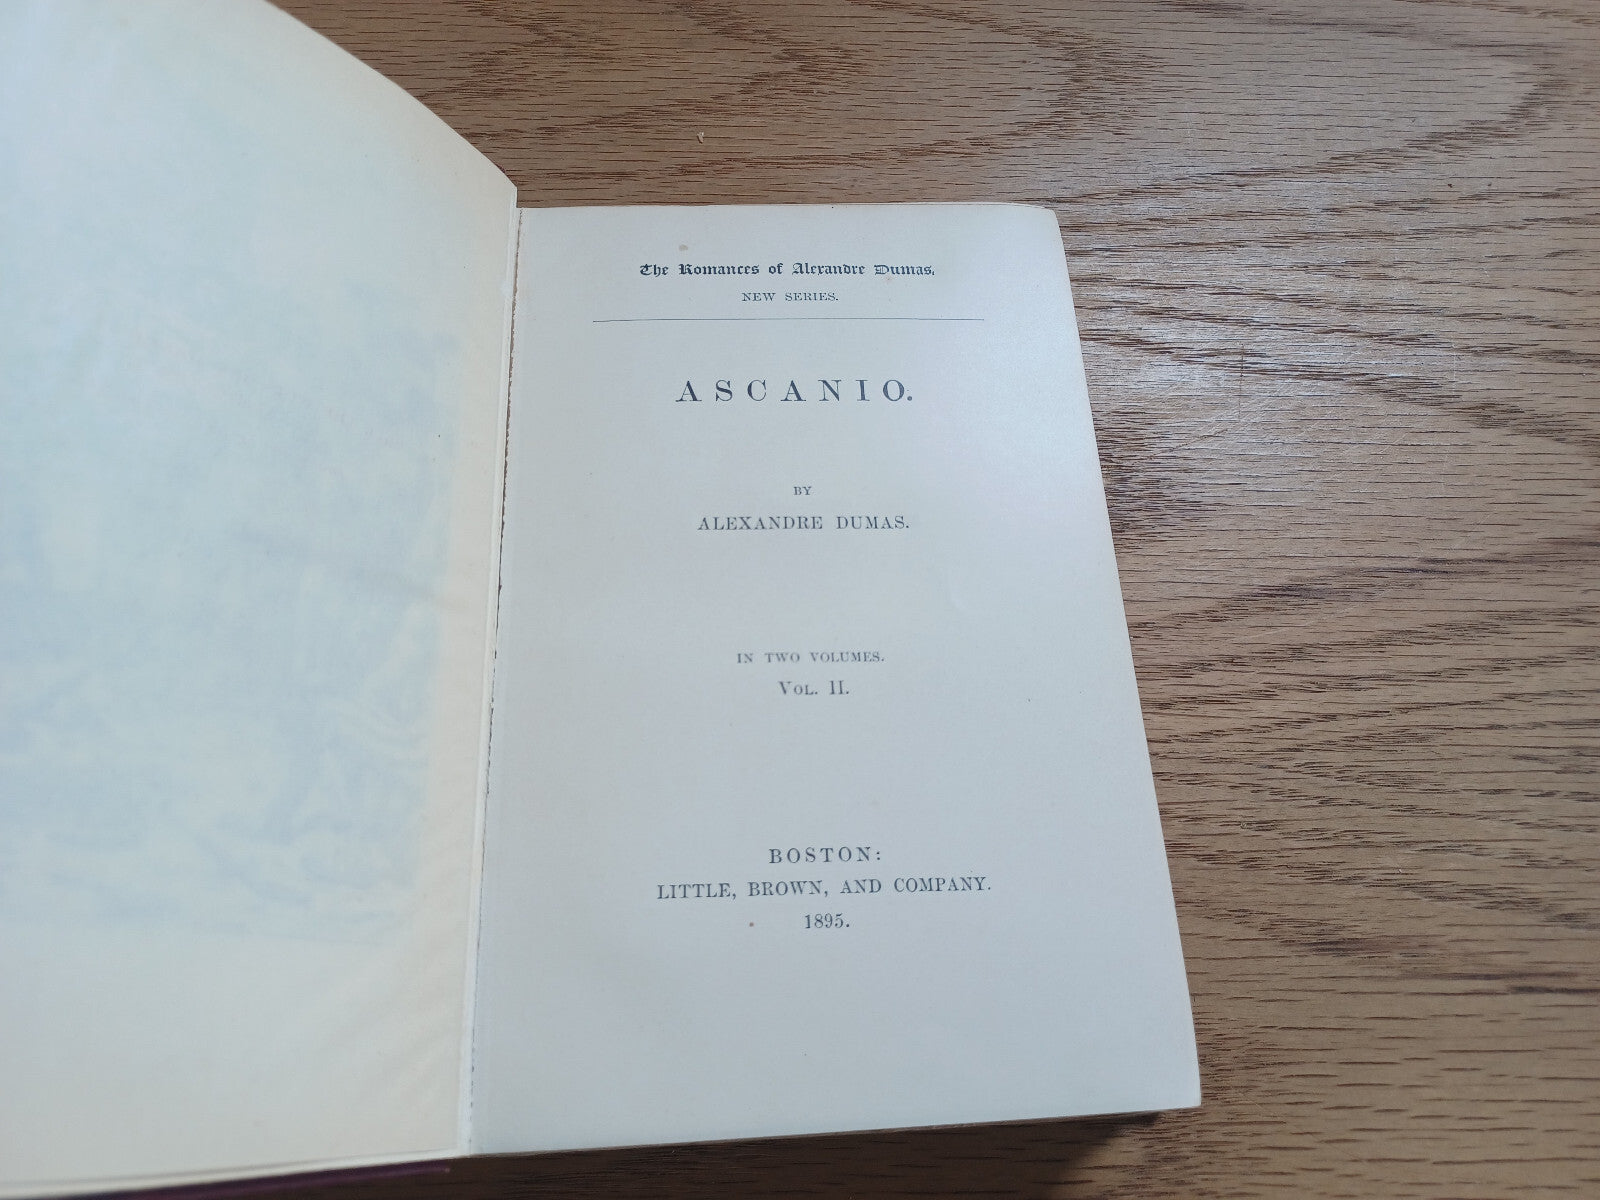 The Romances of Alexandre Dumas.
NEW SERIES.
ASCANIO.
BY
ALEXANDRE DUMAS.
IN TWO VOLUMES.
VOL. II.
BOSTON:
LITTLE, BROWN, AND COMPANY.
1895.